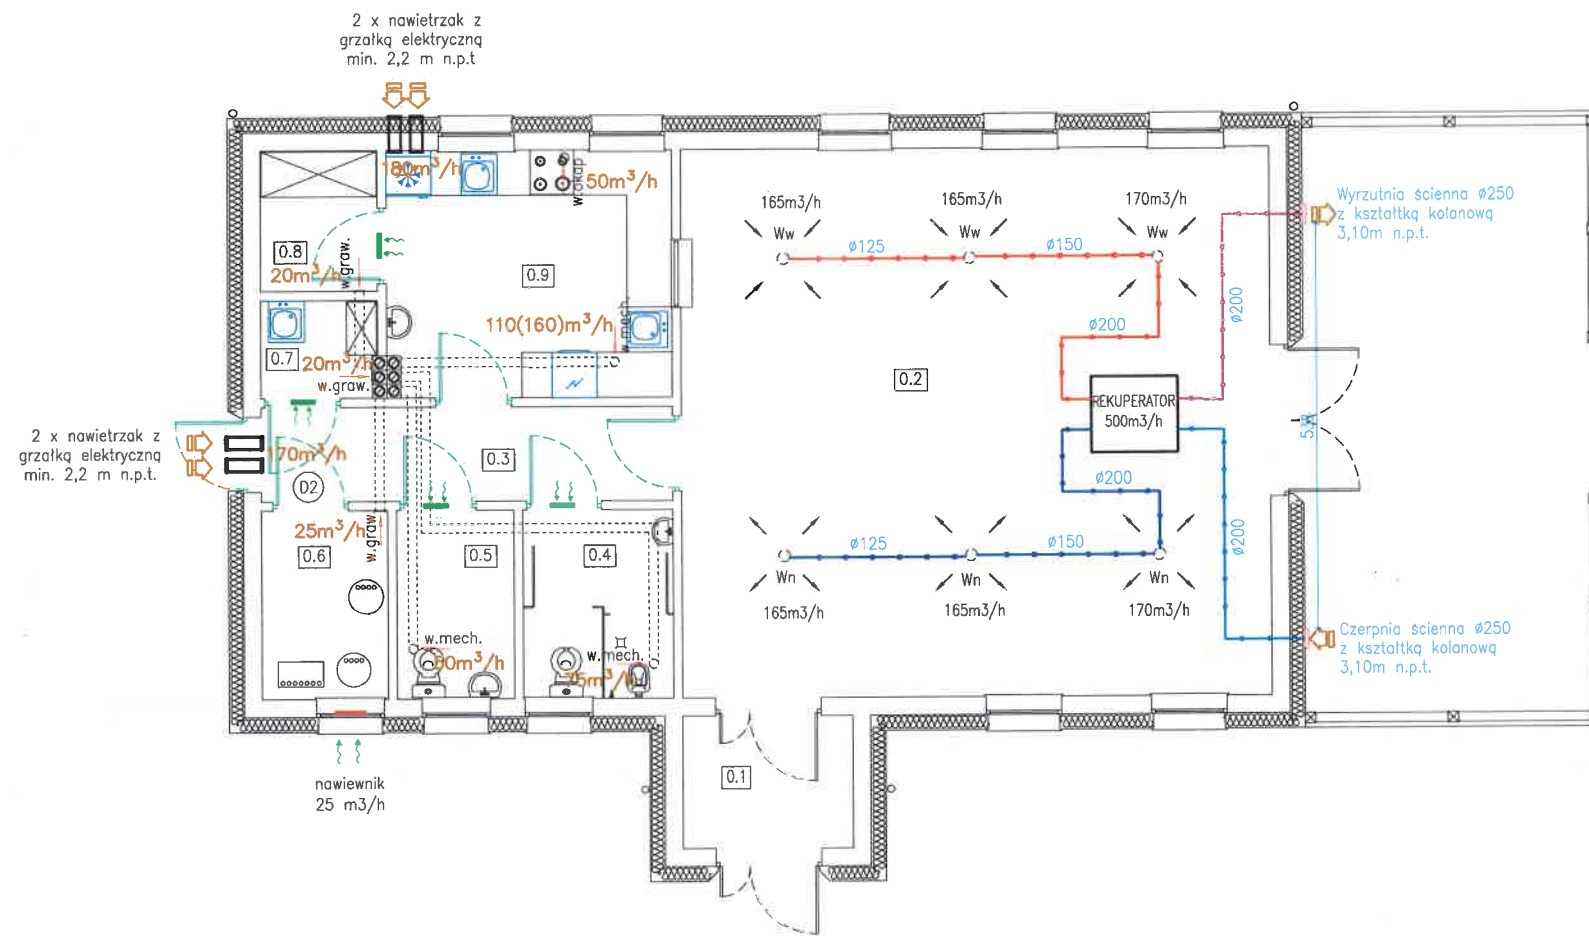 2 x nawietrzak z
grzałką elektryczną
min. 2,2 m n.p.t
180m³/h
w.okap
50m³/h
165m3/h
165m3/h
170m3/h
Ww
Ww
Ww
Ø125
Ø150
Wyrzutnia ścienna Ø250
z kształtką kolanową
3,10m n.p.t.
0.8
w.graw.
20m³/h
0.9
Ø200
Ø200
110(160)m³/h
w.mech
0.7
20m³/h
w.graw.
0.2
REKUPERATOR
500m3/h
2 x nawietrzak z
grzałką elektryczną
min. 2,2 m n.p.t.
170m³/h
D2
0.3
Ø200
Ø200
25m³/h
w.graw
0.6
0.5
0.4
Ø125
Ø150
Wn
Wn
Wn
165m3/h
165m3/h
170m3/h
w.mech.
w.mech.
Czerpnia ścienna Ø250
z kształtką kolanową
3,10m n.p.t.
nawiewnik
25 m3/h
0.1